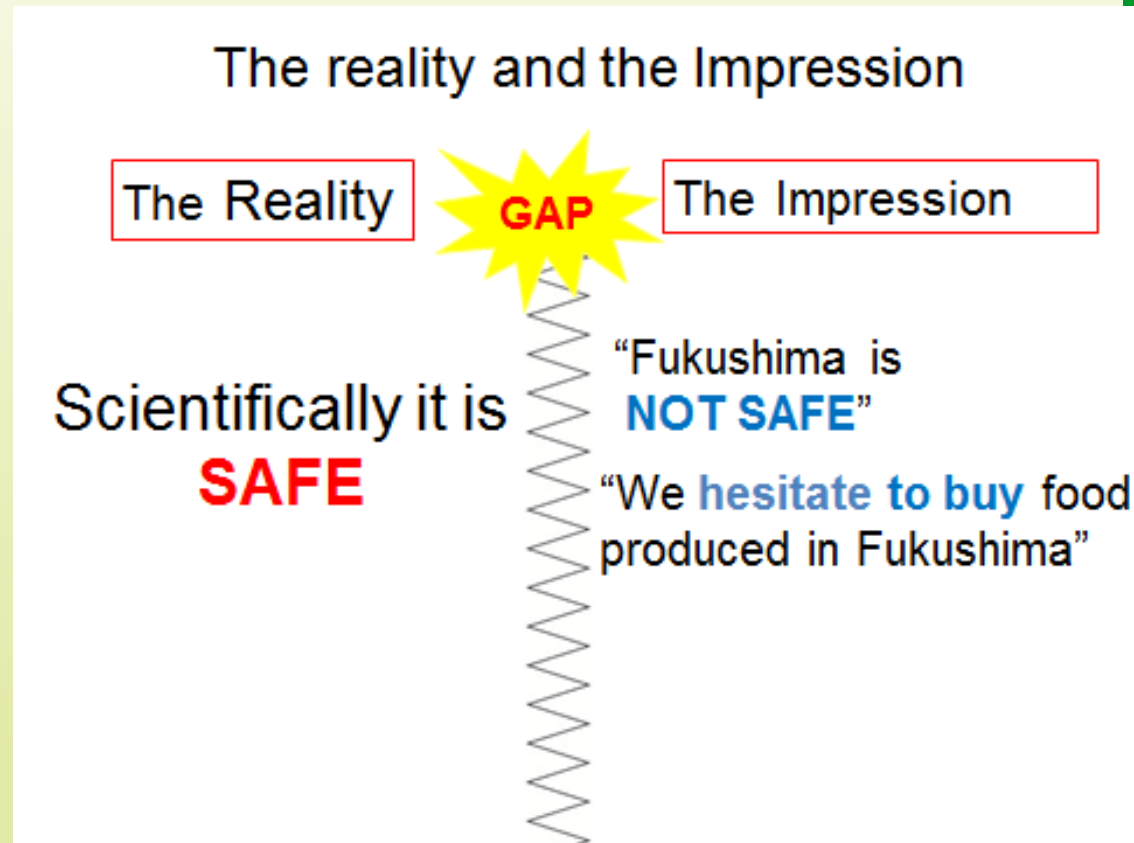 The reality and the Impression
The Reality
GAP
The Impression
Scientifically it is
SAFE
“Fukushima is
NOT SAFE”
“We hesitate to buy food
produced in Fukushima”